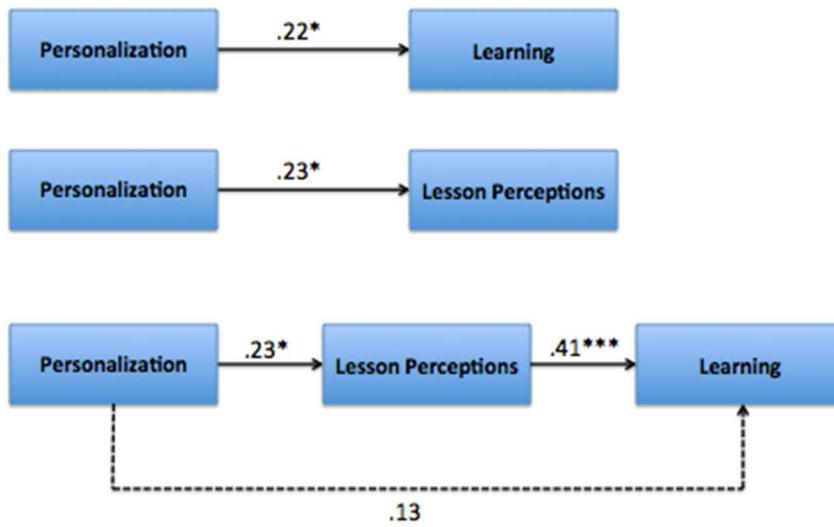 .22*
Personalization
Learning
.23*
Personalization
Lesson Perceptions
.23*
.41***
Personalization
Lesson Perceptions
Learning
.13